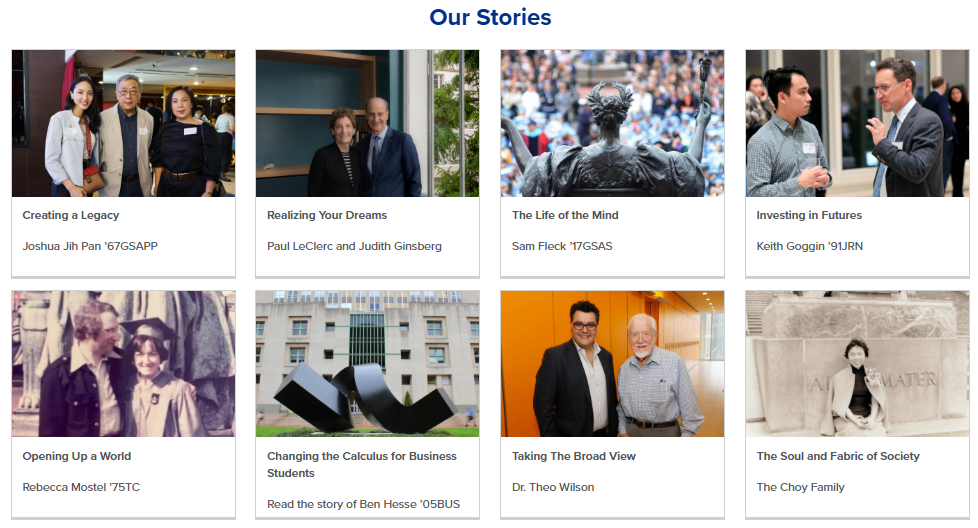 Our Stories
Creating a Legacy
Joshua Jih Pan ’67GSAPP
Realizing Your Dreams
Paul LeClerc and Judith Ginsberg
The Life of the Mind
Sam Fleck ’17GSAS
Investing in Futures
Keith Goggin ’91JRN
Opening Up a World
Rebecca Mostel ’75TC
Changing the Calculus for Business
Students
Read the story of Ben Hesse ’05BUS
Taking The Broad View
Dr. Theo Wilson
MATER
The Soul and Fabric of Society
The Choy Family